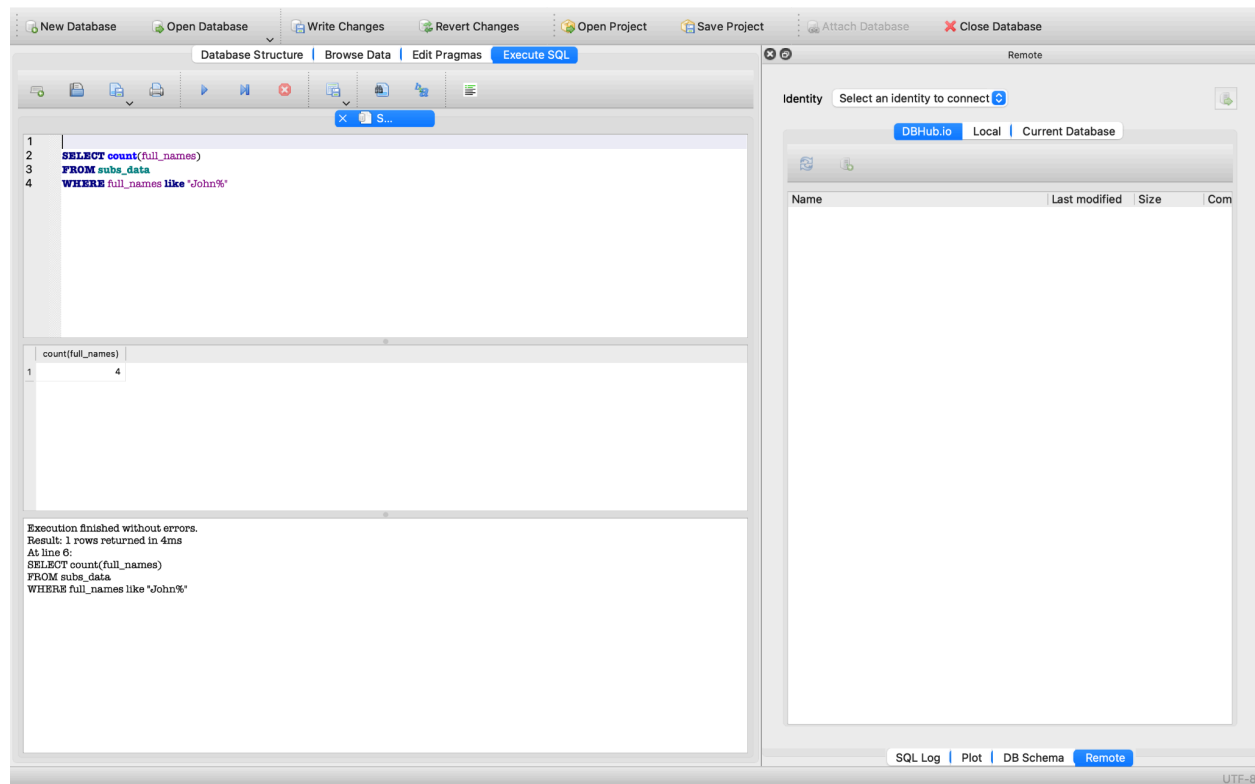 New Database Open Database Write Changes Revert Changes Open Project Save Project Attach Database Close Database
Database Structure Browse Data Edit Pragmas Execute SQL
S...
1
2 SELECT count(full_names)
3 FROM subs_data
4 WHERE full_names like "John%"
count(full_names)
1 4
Execution finished without errors.
Result: 1 rows returned in 4ms
At line 6:
SELECT count(full_names)
FROM subs_data
WHERE full_names like "John%"
Remote
Identity Select an identity to connect
DBHub.io Local Current Database
Name Last modified Size Com
SQL Log Plot DB Schema Remote
UTF-8